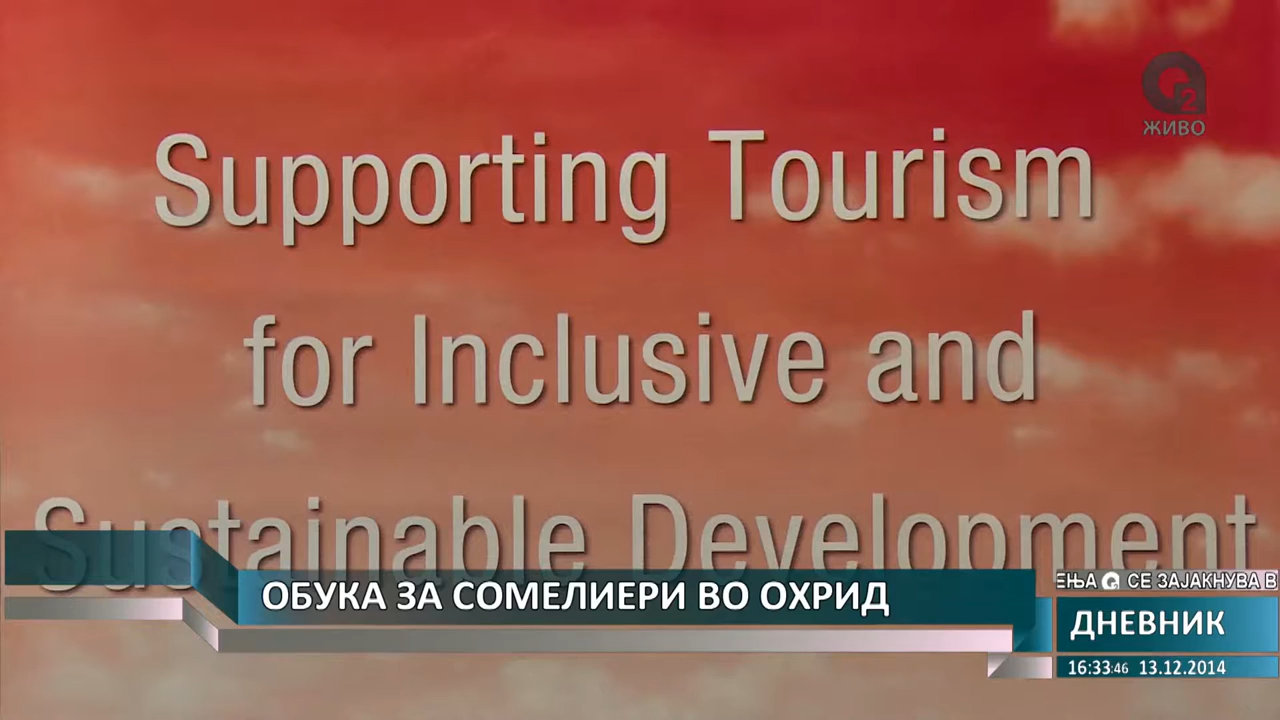 ЖИВО
Supporting Tourism
for Inclusive and
Sustainable Development
ОБУКА ЗА СОМЕЛИЕРИ ВО ОХРИД
ЕЊА СЕ ЗАЈАКНУВА В
ДНЕВНИК
16:33:46 13.12.2014